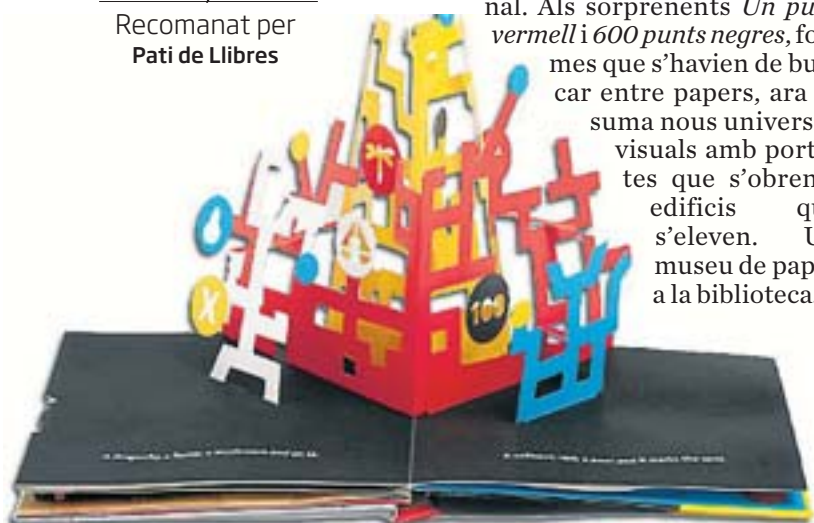 Recomanat per
Pati de Llibres
nal. Als sorprenents Un pu
vermell i 600 punts negres, fo
mes que s’havien de bu
car entre papers, ara
suma nous univers
visuals amb port
tes que s’obren
edificis qu
s’eleven. U
museu de pap
a la biblioteca
X